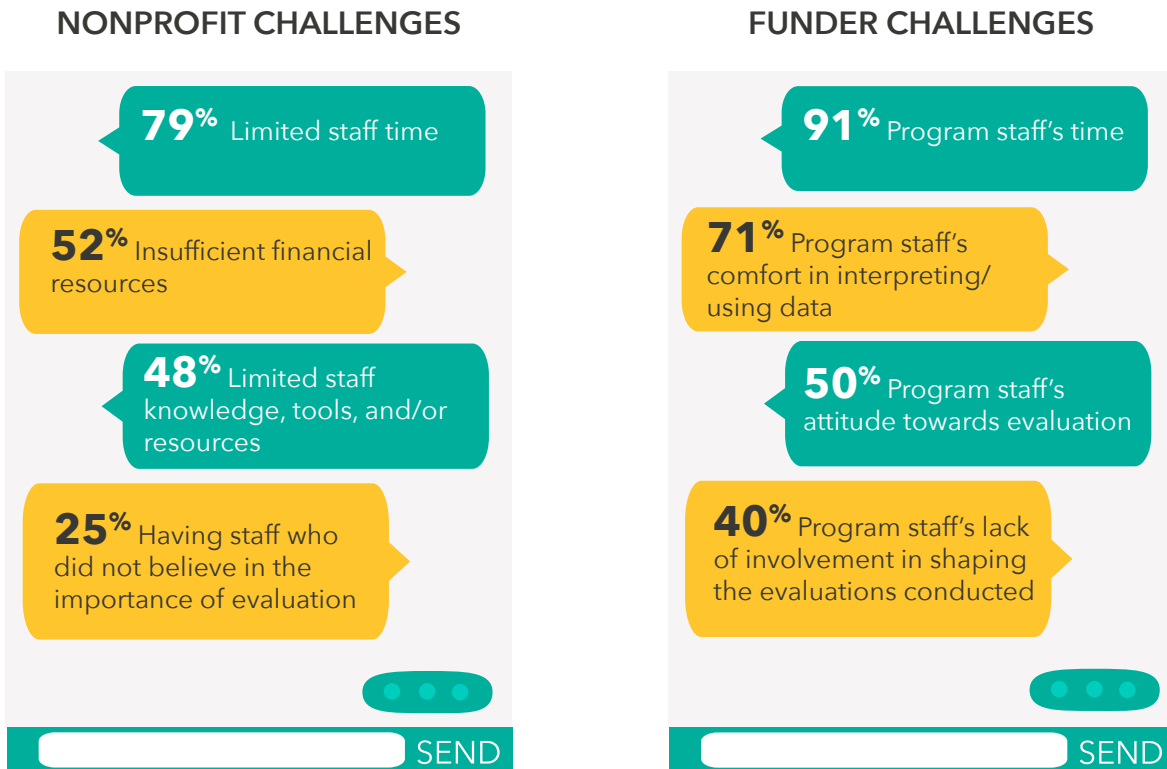 NONPROFIT CHALLENGES
79% Limited staff time
52% Insufficient financial
resources
48% Limited staff
knowledge, tools, and/or
resources
25% Having staff who
did not believe in the
importance of evaluation
SEND
FUNDER CHALLENGES
91% Program staff’s time
71% Program staff’s
comfort in interpreting/
using data
50% Program staff’s
attitude towards evaluation
40% Program staff’s lack
of involvement in shaping
the evaluations conducted
SEND